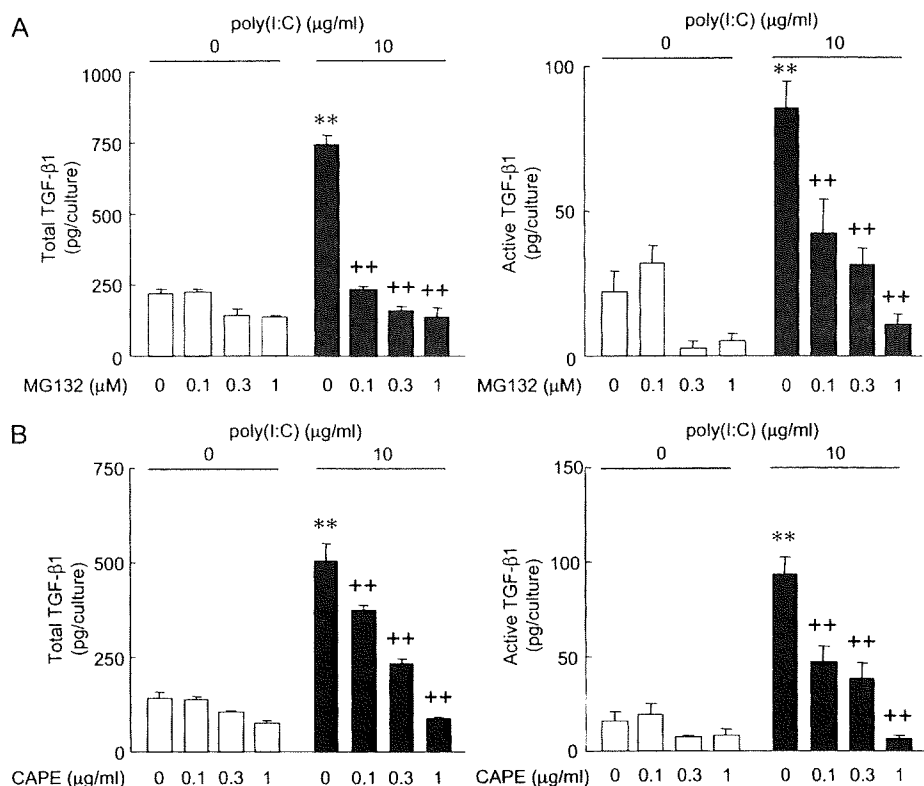 A
poly(I:C) (μg/ml)
0 10
Total TGF-β1
(pg/culture)
1000
750
500
250
0
**
++
++
++
MG132 (μM) 0 0.1 0.3 1 0 0.1 0.3 1
poly(I:C) (μg/ml)
0 10
Active TGF-β1
(pg/culture)
100
50
0
**
++
++
++
MG132 (μM) 0 0.1 0.3 1 0 0.1 0.3 1
B
poly(I:C) (μg/ml)
0 10
Total TGF-β1
(pg/culture)
750
500
250
0
**
++
++
++
CAPE (μg/ml) 0 0.1 0.3 1 0 0.1 0.3 1
poly(I:C) (μg/ml)
0 10
Active TGF-β1
(pg/culture)
150
100
50
0
**
++
++
++
CAPE (μg/ml) 0 0.1 0.3 1 0 0.1 0.3 1